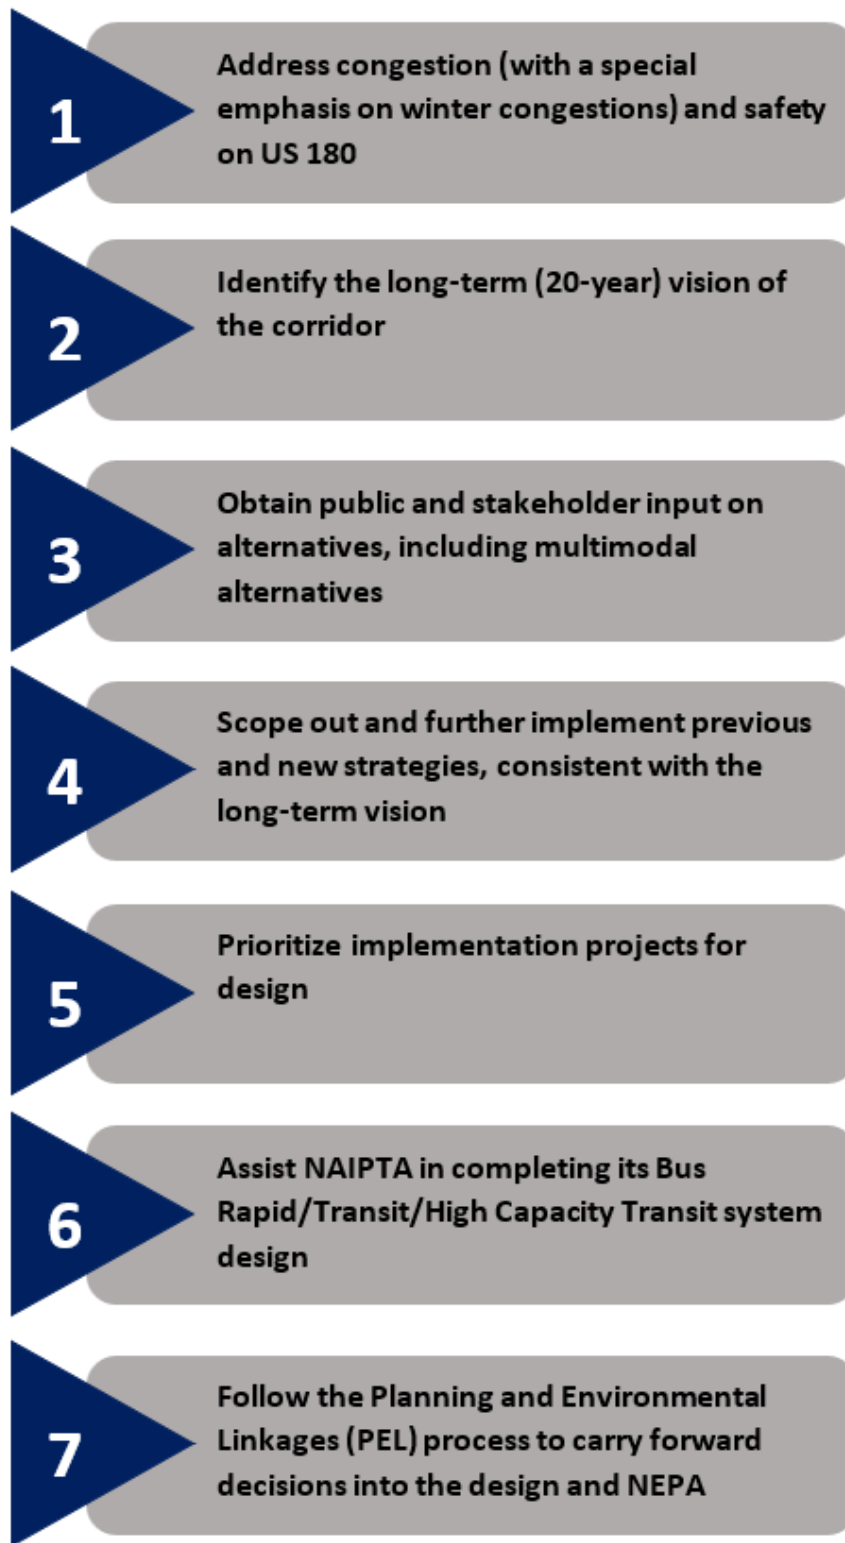 1
Address congestion (with a special
emphasis on winter congestions) and safety
on US 180
2
Identify the long-term (20-year) vision of
the corridor
3
Obtain public and stakeholder input on
alternatives, including multimodal
alternatives
4
Scope out and further implement previous
and new strategies, consistent with the
long-term vision
5
Prioritize implementation projects for
design
6
Assist NAIPTA in completing its Bus
Rapid/Transit/High Capacity Transit system
design
7
Follow the Planning and Environmental
Linkages (PEL) process to carry forward
decisions into the design and NEPA